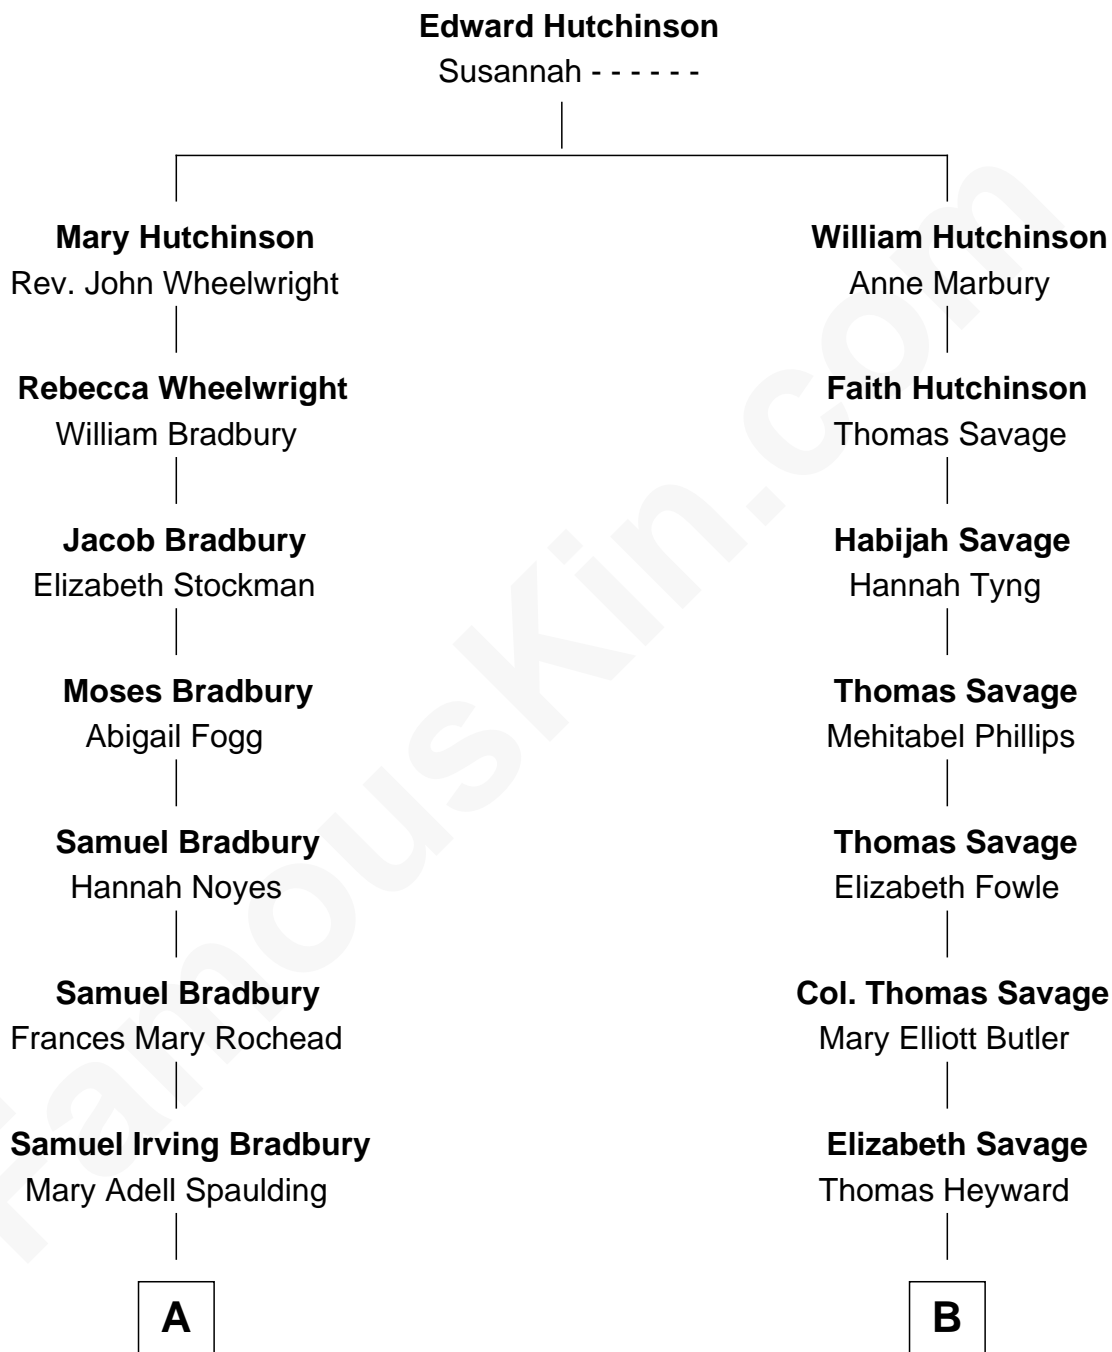 Edward Hutchinson
Susannah - - - - - -
Mary Hutchinson
Rev. John Wheelwright
William Hutchinson
Anne Marbury
Rebecca Wheelwright
William Bradbury
Faith Hutchinson
Thomas Savage
Jacob Bradbury
Elizabeth Stockman
Habijah Savage
Hannah Tyng
Moses Bradbury
Abigail Fogg
Thomas Savage
Mehitabel Phillips
Samuel Bradbury
Hannah Noyes
Thomas Savage
Elizabeth Fowle
Samuel Bradbury
Frances Mary Rochead
Col. Thomas Savage
Mary Elliott Butler
Samuel Irving Bradbury
Mary Adell Spaulding
Elizabeth Savage
Thomas Heyward
A
B
FamousKin.com